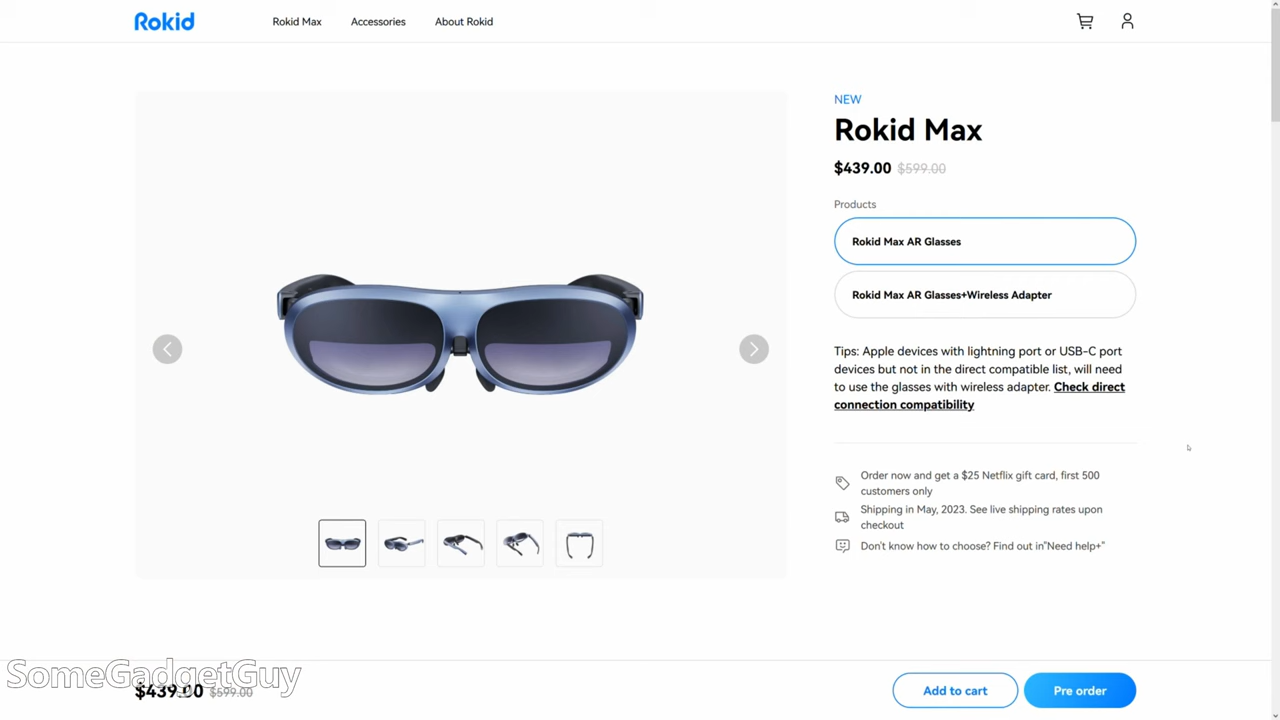 Rokid
Rokid Max
Accessories
About Rokid
NEW
Rokid Max
$439.00 $599.00
Products
Rokid Max AR Glasses
Rokid Max AR Glasses+Wireless Adapter
Tips: Apple devices with lightning port or USB-C port
devices but not in the direct compatible list, will need
to use the glasses with wireless adapter. Check direct
connection compatibility
Order now and get a $25 Netflix gift card, first 500
customers only
Shipping in May, 2023. See live shipping rates upon
checkout
Don't know how to choose? Find out in"Need help+"
SomeGadgetGuy
$439.00 $599.00
Add to cart
Pre order